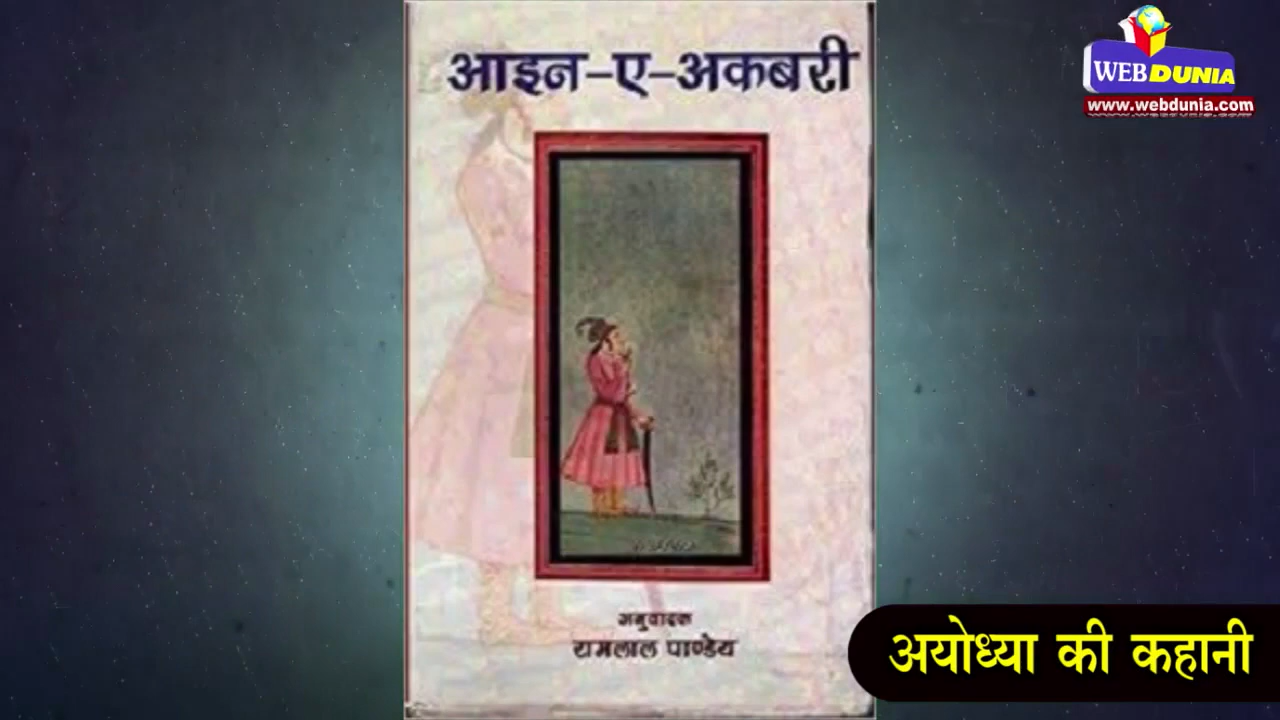 आइन-ए-अकबरी
WEBDUNIA
www.webdunia.com
अनुवादक
रामलाल पाण्डेय
अयोध्या की कहानी